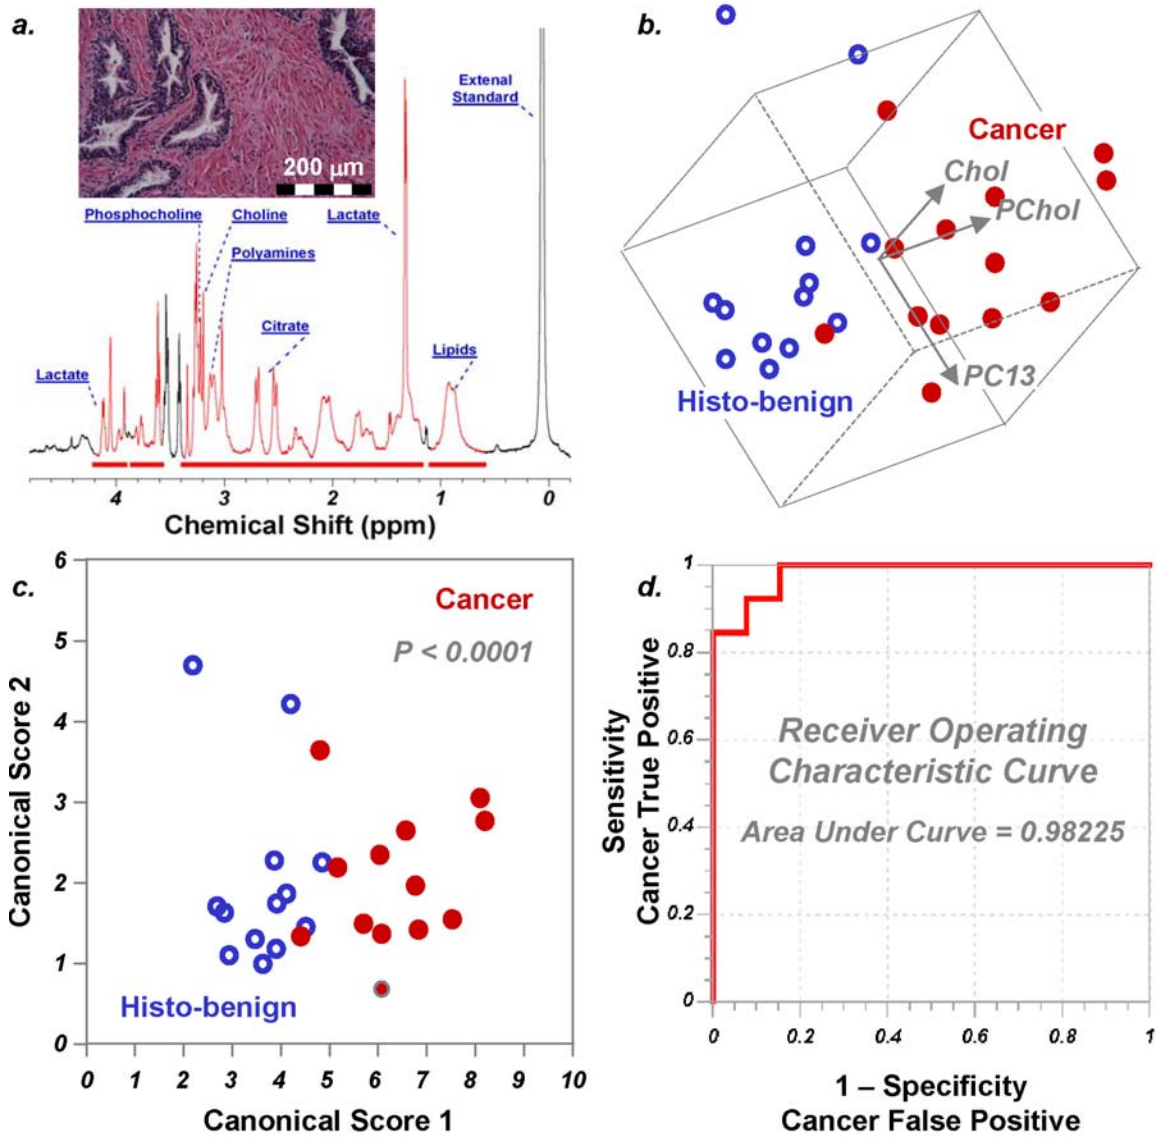 a.
Extenal
Standard
200 μm
Phosphocholine
Choline
Lactate
Polyamines
Citrate
Lipids
Lactate
4
3
2
1
0
Chemical Shift (ppm)
b.
Cancer
Chol
PChol
PC13
Histo-benign
c.
Cancer
P < 0.0001
Histo-benign
6
5
4
3
2
1
0
Canonical Score 2
0 1 2 3 4 5 6 7 8 9 10
Canonical Score 1
d.
1
0.8
0.6
0.4
0.2
0
Sensitivity
Cancer True Positive
Receiver Operating
Characteristic Curve
Area Under Curve = 0.98225
0 0.2 0.4 0.6 0.8 1
1 – Specificity
Cancer False Positive